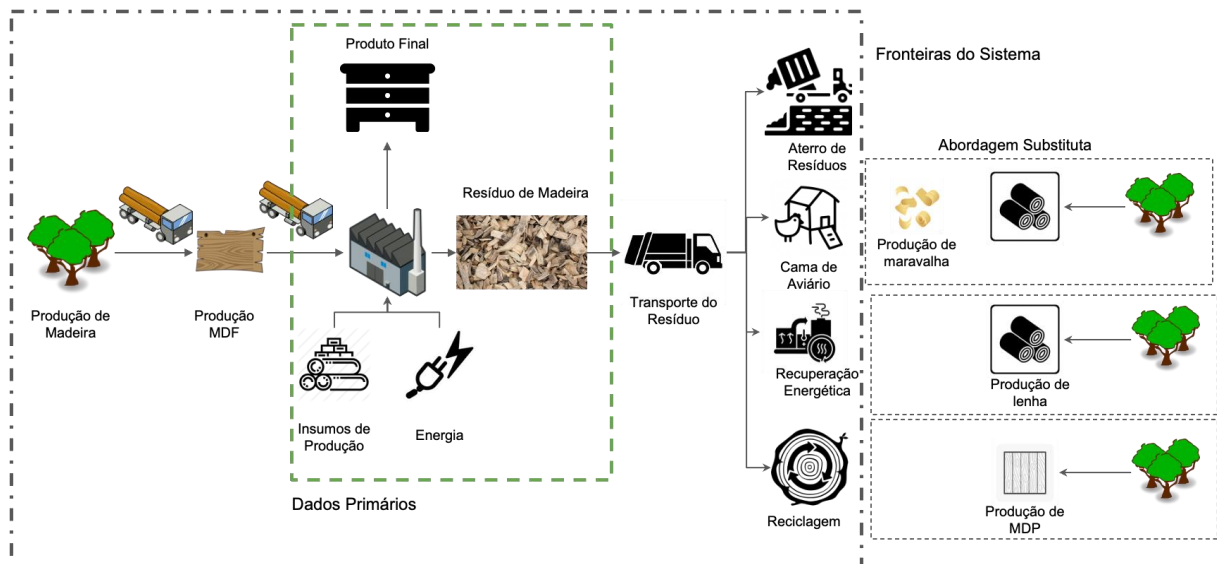 Produto Final
Fronteiras do Sistema
Aterro de
Resíduos
Abordagem Substituta
Resíduo de Madeira
Produção de
maravalha
Cama de
Aviário
Transporte do
Resíduo
Produção de
Madeira
Produção
MDF
Recuperação
Energética
Produção de
lenha
Insumos de
Produção
Energia
Dados Primários
Reciclagem
Produção de
MDP